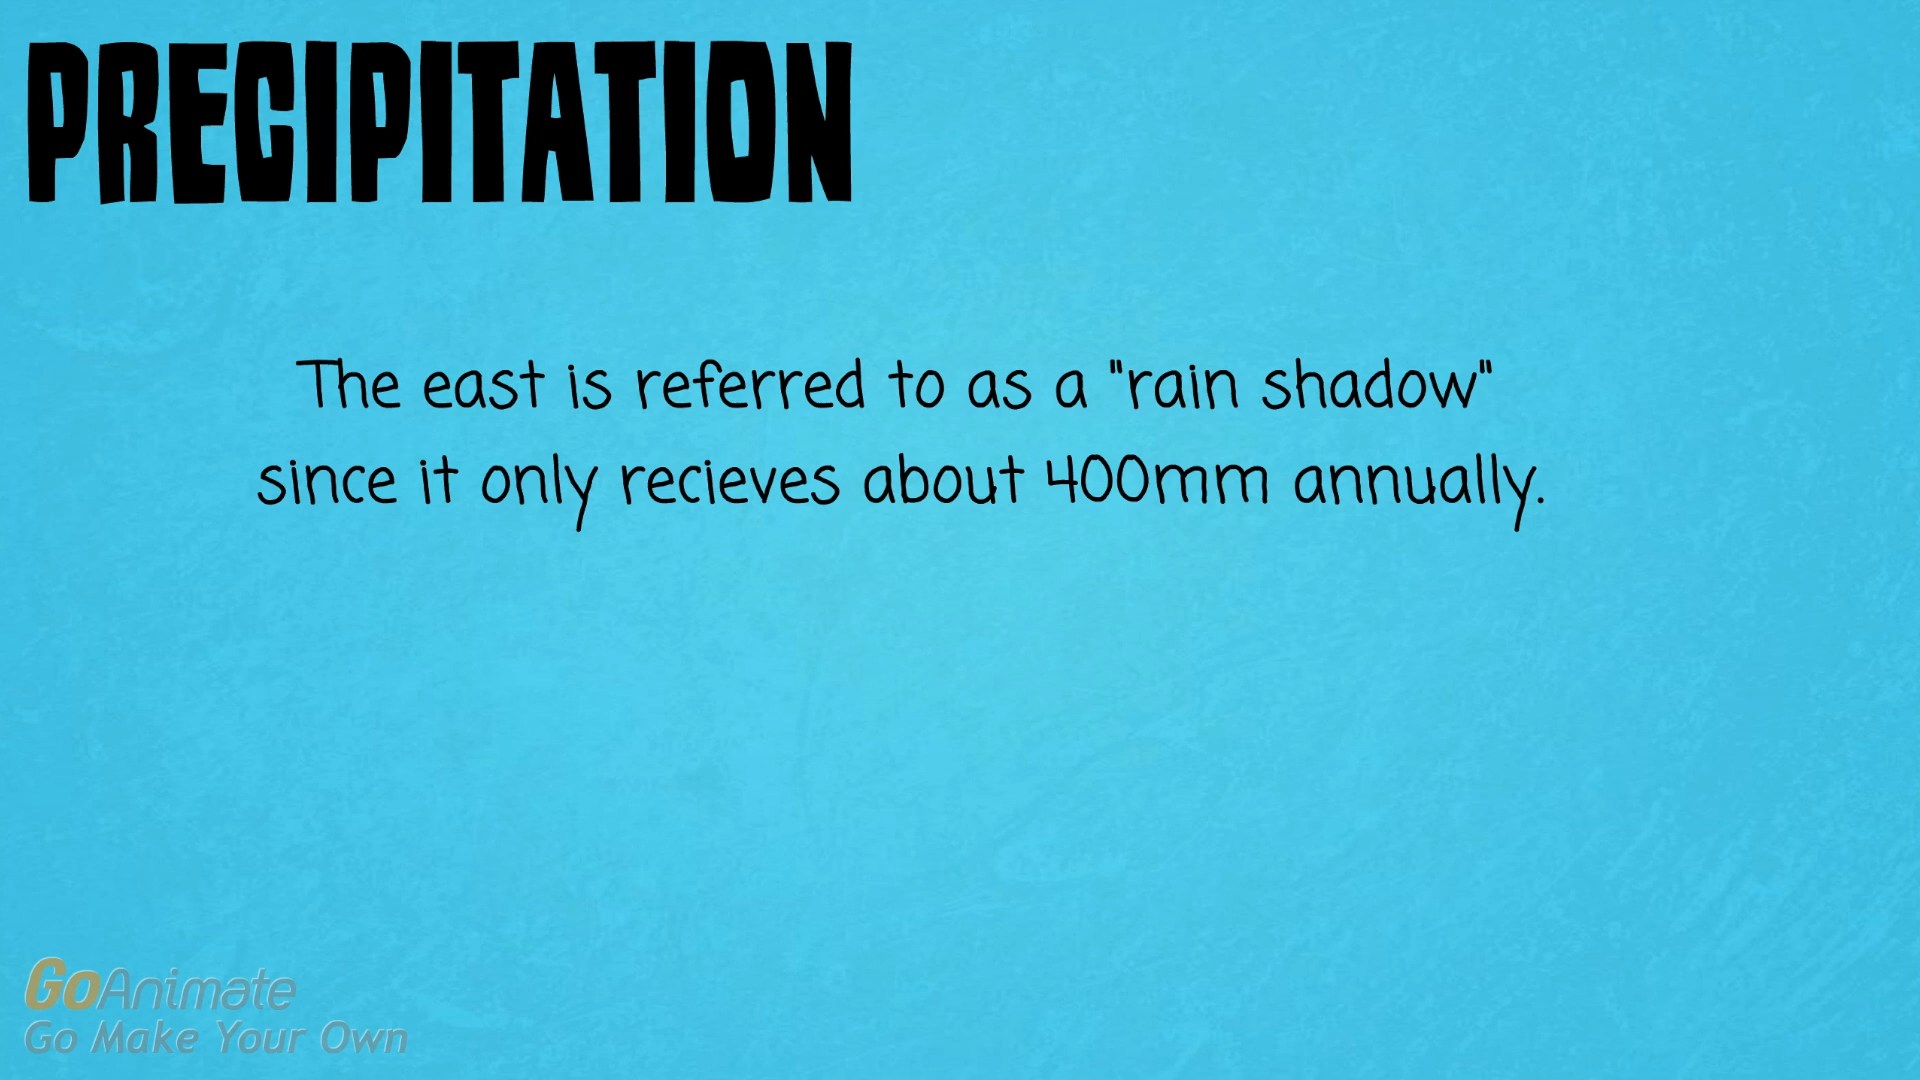 PRECIPITATION
The east is referred to as a "rain shadow"
since it only recieves about 400mm annually.
GoAnimate
Go Make Your Own